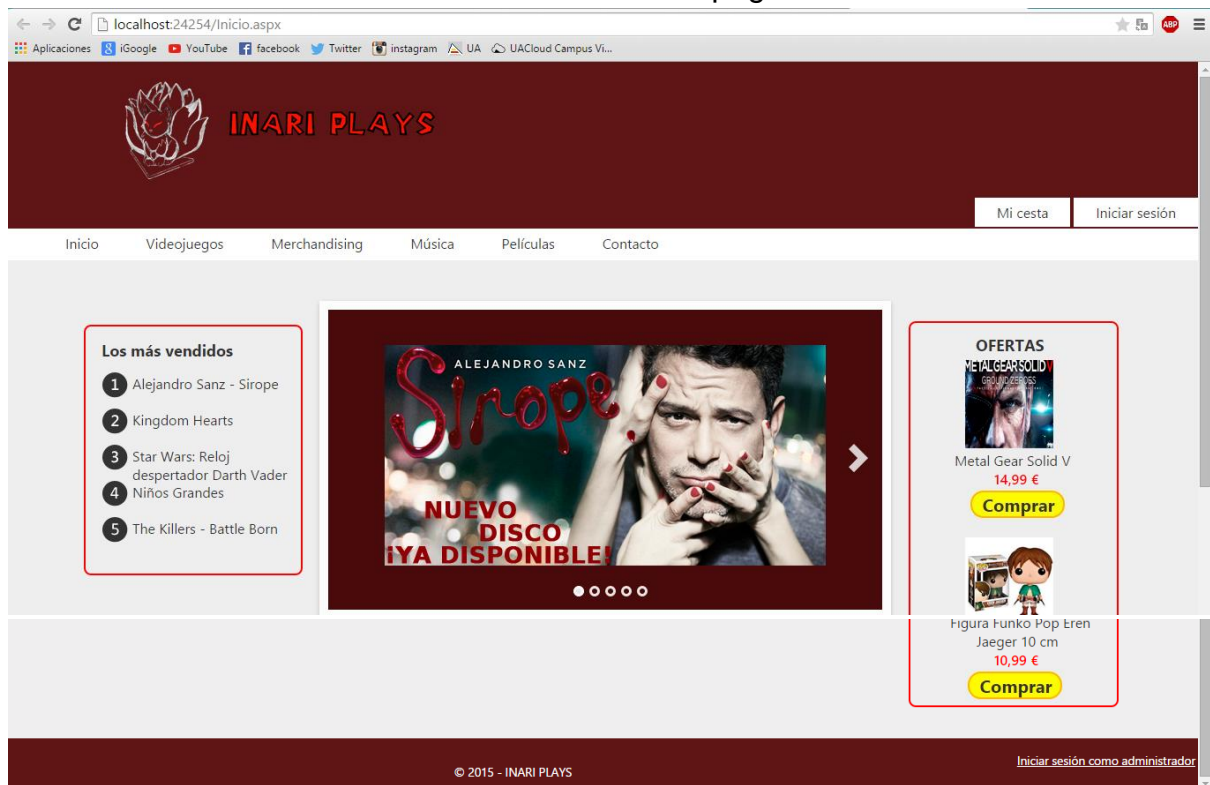 localhost:24254/Inicio.aspx
ABP
Aplicaciones iGoogle YouTube facebook Twitter instagram UA UACloud Campus Vi...
INARI PLAYS
Mi cesta Iniciar sesión
Inicio Videojuegos Merchandising Música Películas Contacto
Los más vendidos
1 Alejandro Sanz - Sirope
2 Kingdom Hearts
3 Star Wars: Reloj
despertador Darth Vader
4 Niños Grandes
5 The Killers - Battle Born
ALEJANDRO SANZ
Sirope
NUEVO
DISCO
¡YA DISPONIBLE!
OFERTAS
METAL GEAR SOLID V
GROUND ZEROES
Metal Gear Solid V
14,99 €
Comprar
Figura Funko Pop Eren
Jaeger 10 cm
10,99 €
Comprar
Iniciar sesión como administrador
© 2015 - INARI PLAYS